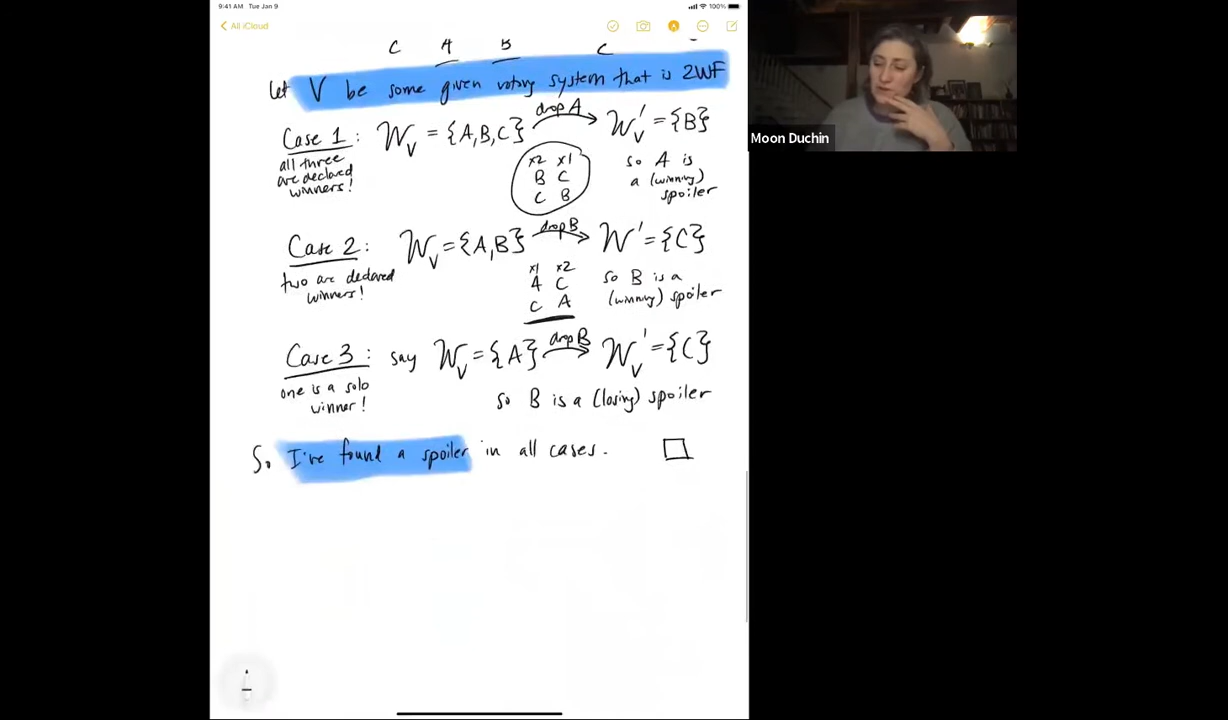 9:41 AM Tue Jan 9
100%
All iCloud
C A B C
Let V be some given voting system that is 2WF
Case 1 : W_V = {A,B,C} drop A W_V' = {B}
all three are declared winners!
x2 x1
B C
C B
so A is a (winning) spoiler
Case 2 : W_V = {A,B} drop B W' = {C}
two are declared winners!
x1 x2
A C
C A
so B is a (winning) spoiler
Case 3 : say W_V = {A} drop B W_V' = {C}
one is a solo winner!
so B is a (losing) spoiler
So I've found a spoiler in all cases. □
Moon Duchin